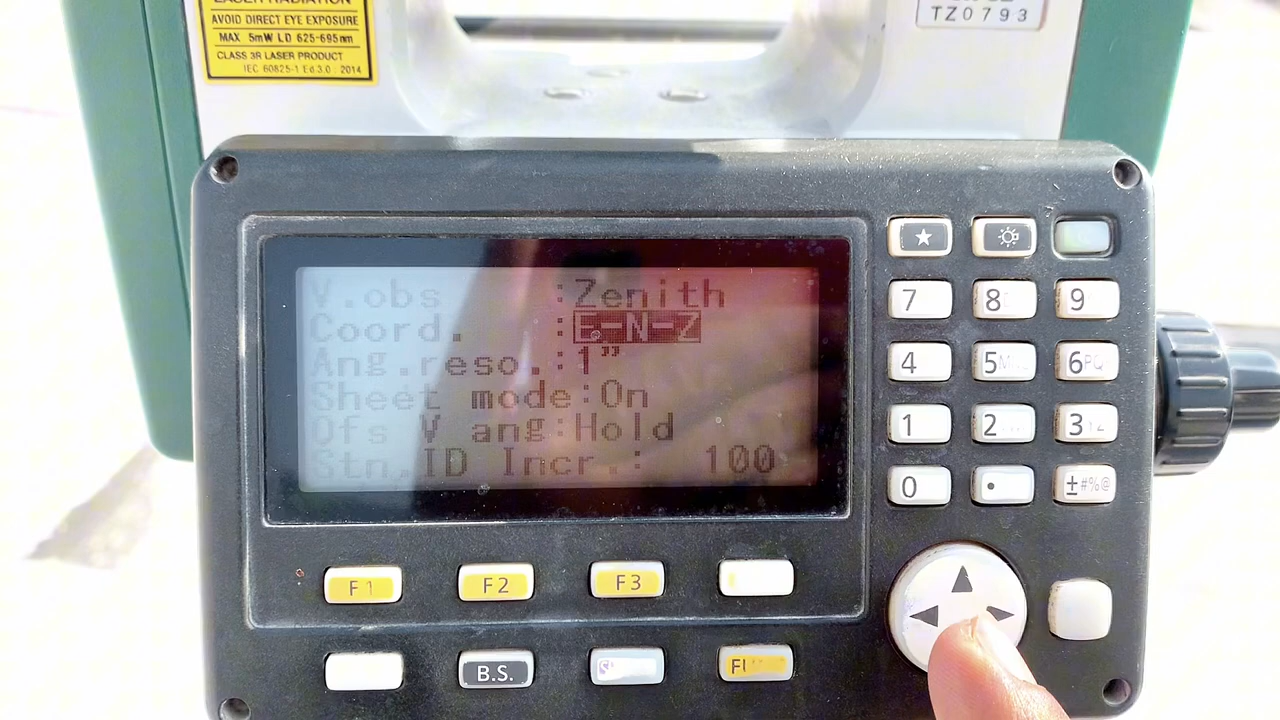 LASER RADIATION
AVOID DIRECT EYE EXPOSURE
MAX 5mW LD 625-695nm
CLASS 3R LASER PRODUCT
IEC 60825-1 Ed.3.0 : 2014
TZ0793
V.obs :Zenith
Coord. :E-N-Z
Ang.reso.:1"
Sheet mode:On
Ofs V ang:Hold
Stn.ID Incr.: 100
★
7 8 9
4 5 6
1 2 3
0 • ±#%@
F1 F2 F3
B.S.